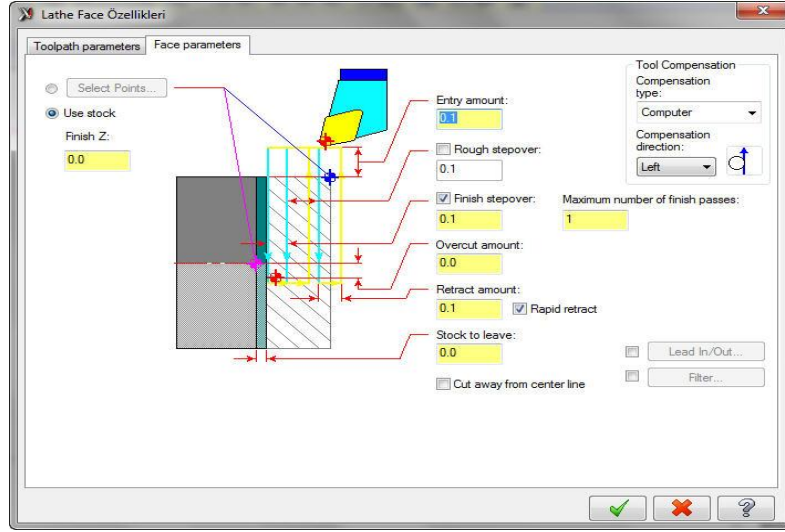 Lathe Face Özellikleri
Toolpath parameters
Face parameters
Select Points...
Use stock
Finish Z:
0.0
Entry amount:
0.1
Rough stepover:
0.1
Finish stepover:
0.1
Maximum number of finish passes:
1
Overcut amount:
0.0
Retract amount:
0.1
Rapid retract
Stock to leave:
0.0
Cut away from center line
Tool Compensation
Compensation
type:
Computer
Compensation
direction:
Left
Lead In/Out...
Filter...